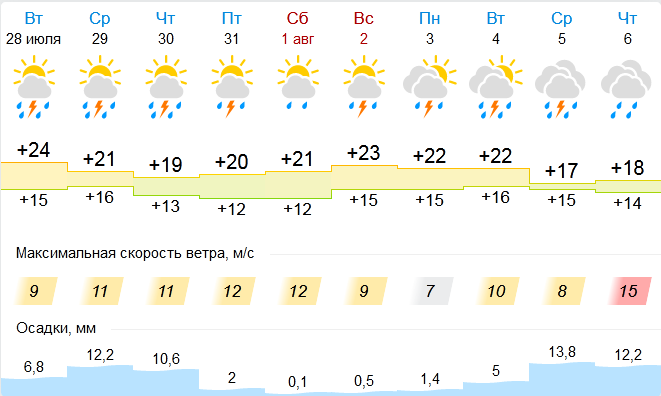 Вт Ср Чт Пт Сб Вс Пн Вт Ср Чт
28 июля 29 30 31 1 авг 2 3 4 5 6
+24 +21 +19 +20 +21 +23 +22 +22 +17 +18
+15 +16 +13 +12 +12 +15 +15 +16 +15 +14
Максимальная скорость ветра, м/с
9 11 11 12 12 9 7 10 8 15
Осадки, мм
6,8 12,2 10,6 2 0,1 0,5 1,4 5 13,8 12,2